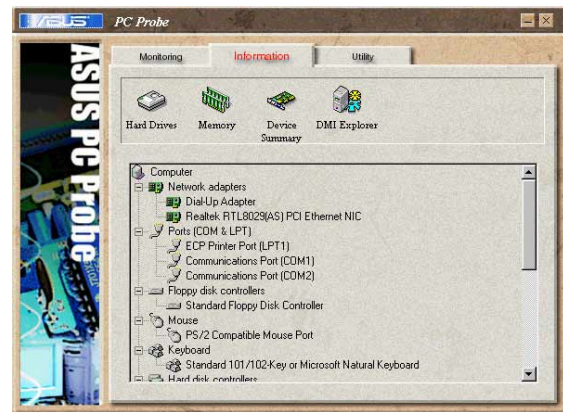 ASUS PC Probe
Monitoring Information Utility
ASUS PC Probe
Hard Drives Memory Device Summary DMI Explorer
Computer
Network adapters
Dial-Up Adapter
Realtek RTL8029(AS) PCI Ethernet NIC
Ports (COM & LPT)
ECP Printer Port (LPT1)
Communications Port (COM1)
Communications Port (COM2)
Floppy disk controllers
Standard Floppy Disk Controller
Mouse
PS/2 Compatible Mouse Port
Keyboard
Standard 101/102-Key or Microsoft Natural Keyboard
Hard disk controllers